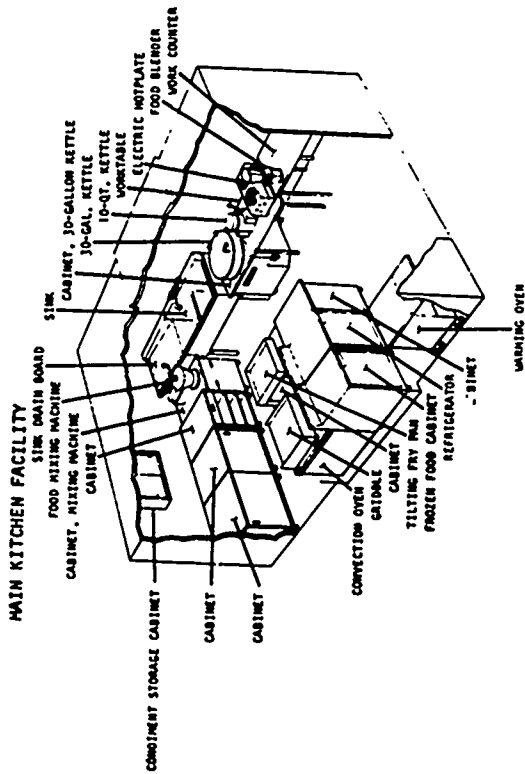 MAIN KITCHEN FACILITY
SINK DRAIN BOARD
FOOD MIXING MACHINE
CABINET, MIXING MACHINE
CABINET
CONDIMENT STORAGE CABINET
CABINET
CABINET
SINK
CABINET, 30-GALLON KETTLE
30-GAL. KETTLE
10-QT. KETTLE
WORKTABLE
ELECTRIC HOTPLATE
FOOD BLENDER
WORK COUNTER
CONVECTION OVEN
GRIDDLE
CABINET
TILTING FRY PAN
FROZEN FOOD CABINET
REFRIGERATOR
BINET
WARMING OVEN